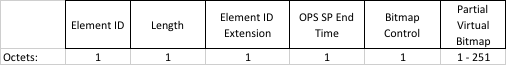 Element ID Length Element ID Extension OPS SP End Time Bitmap Control Partial Virtual Bitmap
Octets: 1 1 1 1 1 1 - 251